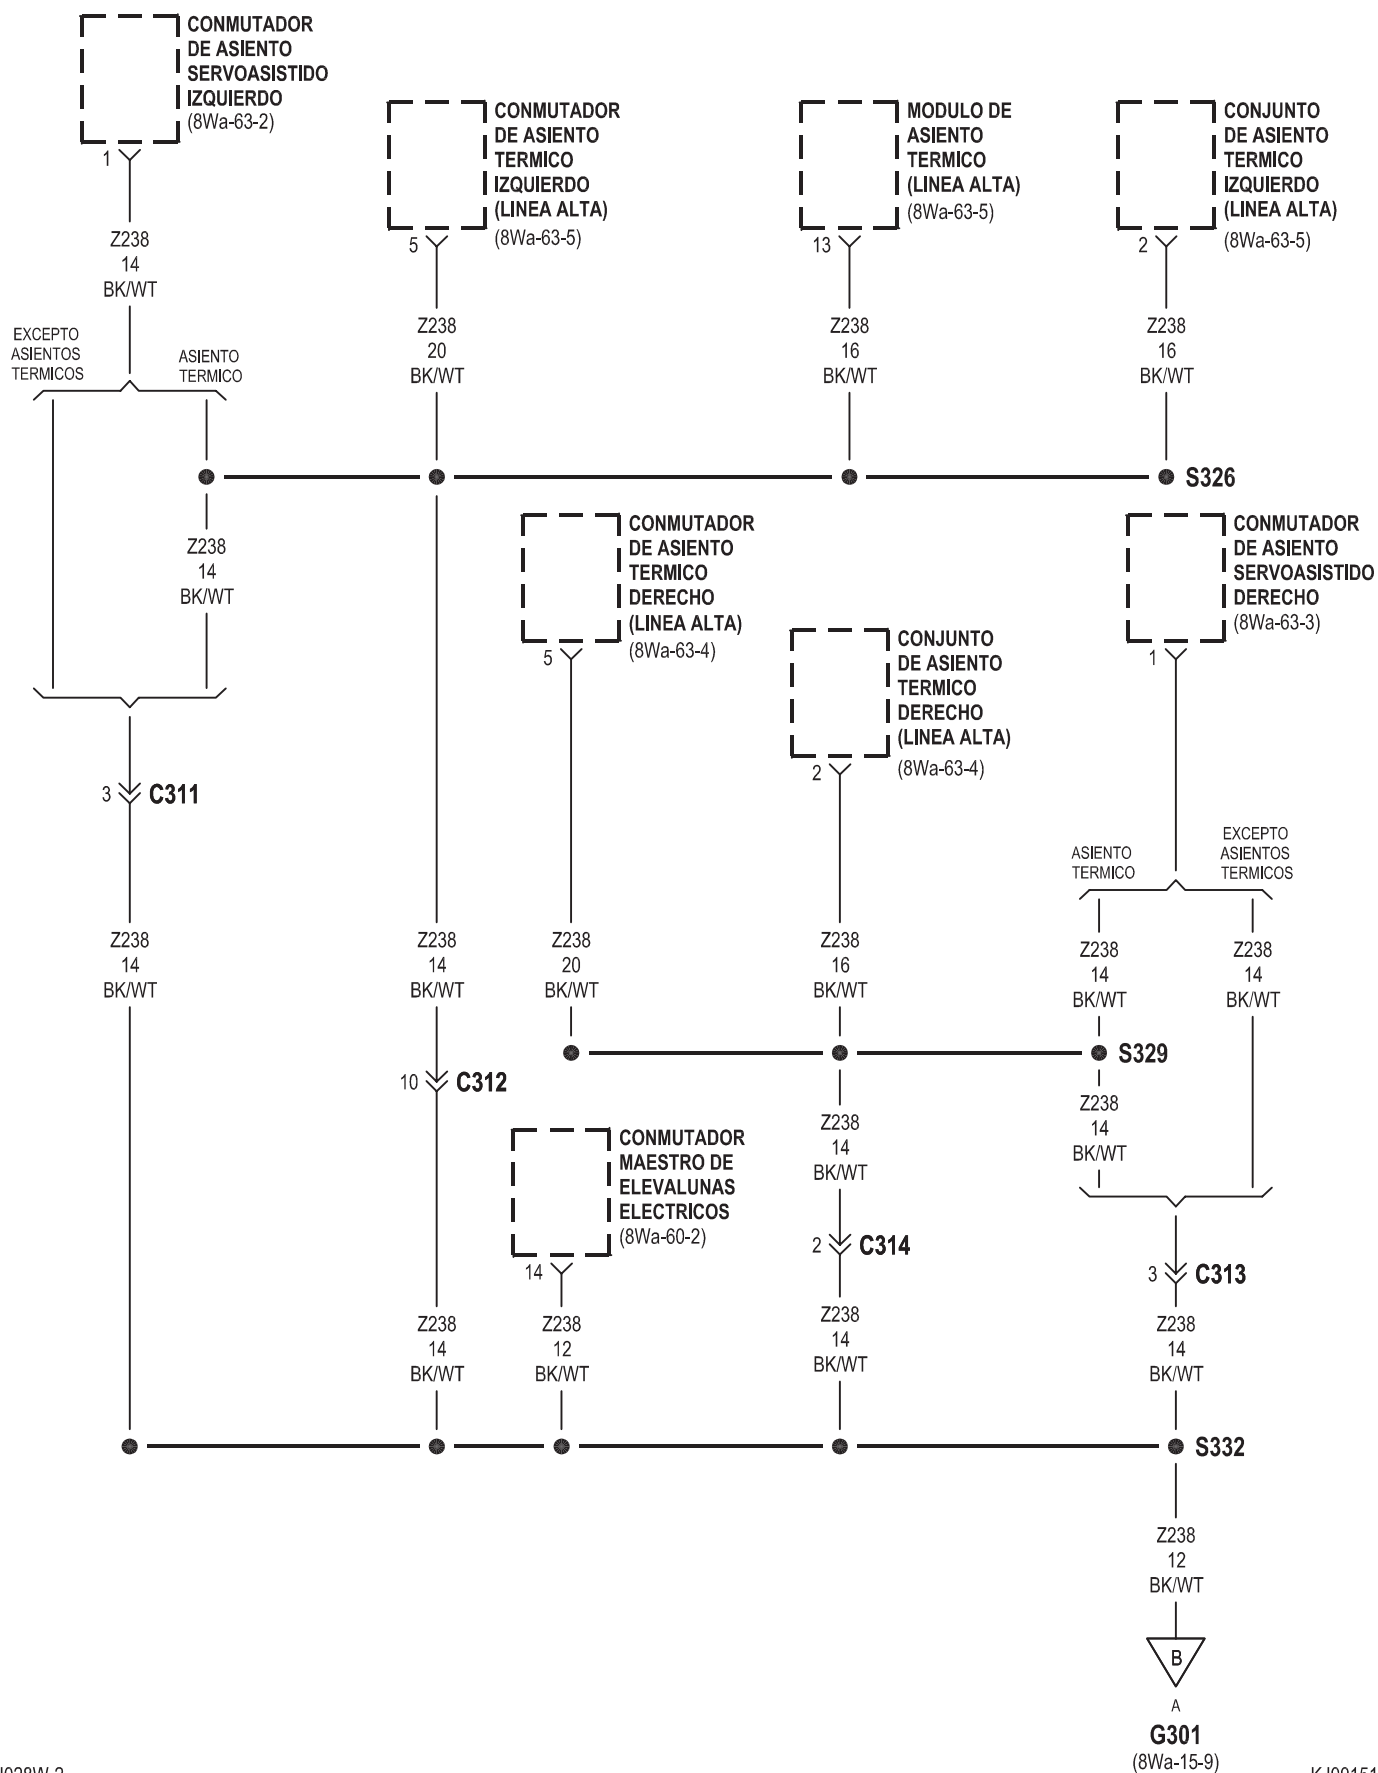 CONMUTADOR
DE ASIENTO
SERVOASISTIDO
IZQUIERDO
(8Wa-63-2)
1
CONMUTADOR
DE ASIENTO
TERMICO
IZQUIERDO
(LINEA ALTA)
(8Wa-63-5)
5
MODULO DE
ASIENTO
TERMICO
(LINEA ALTA)
(8Wa-63-5)
13
CONJUNTO
DE ASIENTO
TERMICO
IZQUIERDO
(LINEA ALTA)
(8Wa-63-5)
2
Z238
14
BK/WT
Z238
20
BK/WT
Z238
16
BK/WT
Z238
16
BK/WT
EXCEPTO
ASIENTOS
TERMICOS
ASIENTO
TERMICO
S326
Z238
14
BK/WT
CONMUTADOR
DE ASIENTO
TERMICO
DERECHO
(LINEA ALTA)
(8Wa-63-4)
5
CONJUNTO
DE ASIENTO
TERMICO
DERECHO
(LINEA ALTA)
(8Wa-63-4)
2
CONMUTADOR
DE ASIENTO
SERVOASISTIDO
DERECHO
(8Wa-63-3)
1
3 C311
ASIENTO
TERMICO
EXCEPTO
ASIENTOS
TERMICOS
Z238
14
BK/WT
Z238
14
BK/WT
Z238
20
BK/WT
Z238
16
BK/WT
Z238
14
BK/WT
Z238
14
BK/WT
S329
10 C312
Z238
14
BK/WT
Z238
14
BK/WT
CONMUTADOR
MAESTRO DE
ELEVALUNAS
ELECTRICOS
(8Wa-60-2)
14
2 C314
3 C313
Z238
14
BK/WT
Z238
12
BK/WT
Z238
14
BK/WT
Z238
14
BK/WT
S332
Z238
12
BK/WT
B
A
G301
(8Wa-15-9)